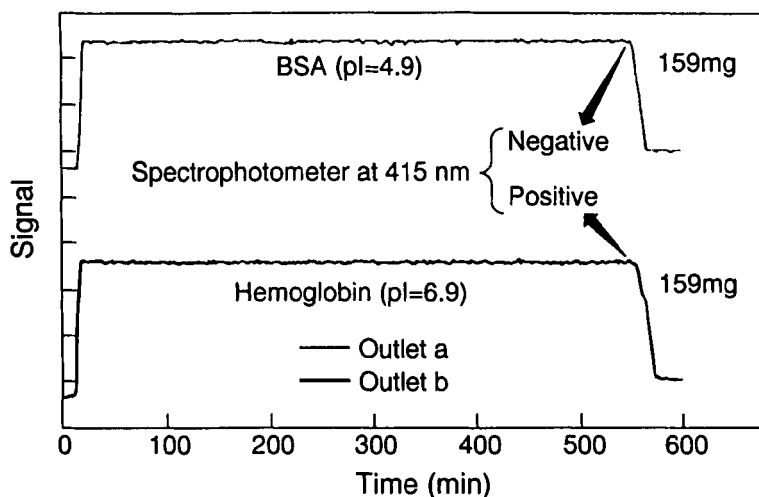 BSA (pI=4.9)
159mg
Negative
Spectrophotometer at 415 nm
Positive
Signal
Hemoglobin (pI=6.9)
159mg
Outlet a
Outlet b
0 100 200 300 400 500 600
Time (min)